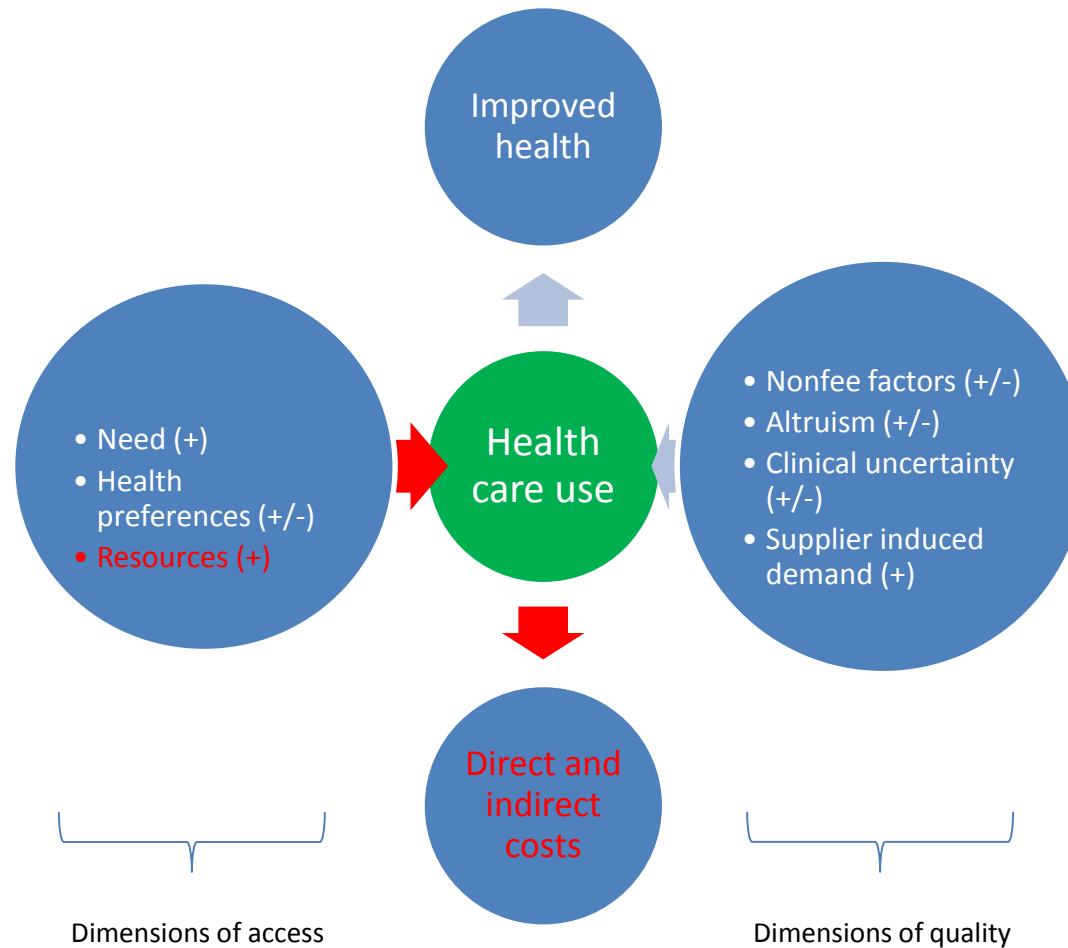 Improved
health
• Need (+)
• Health
preferences (+/-)
• Resources (+)
Health
care use
• Nonfee factors (+/-)
• Altruism (+/-)
• Clinical uncertainty
(+/-)
• Supplier induced
demand (+)
Direct and
indirect
costs
Dimensions of access
Dimensions of quality